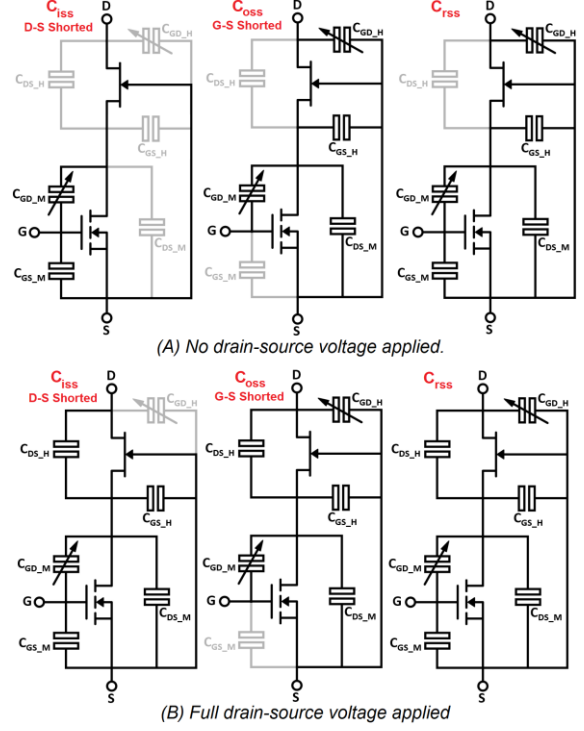 Ciss
D-S Shorted
D
CGD_H
CDS_H
CGS_H
CGD_M
G
CDS_M
CGS_M
S
Coss
G-S Shorted
D
CGD_H
CDS_H
CGS_H
CGD_M
G
CDS_M
CGS_M
S
Crss
D
CGD_H
CDS_H
CGS_H
CGD_M
G
CDS_M
CGS_M
S
(A) No drain-source voltage applied.
Ciss
D-S Shorted
D
CGD_H
CDS_H
CGS_H
CGD_M
G
CDS_M
CGS_M
S
Coss
G-S Shorted
D
CGD_H
CDS_H
CGS_H
CGD_M
G
CDS_M
CGS_M
S
Crss
D
CGD_H
CDS_H
CGS_H
CGD_M
G
CDS_M
CGS_M
S
(B) Full drain-source voltage applied